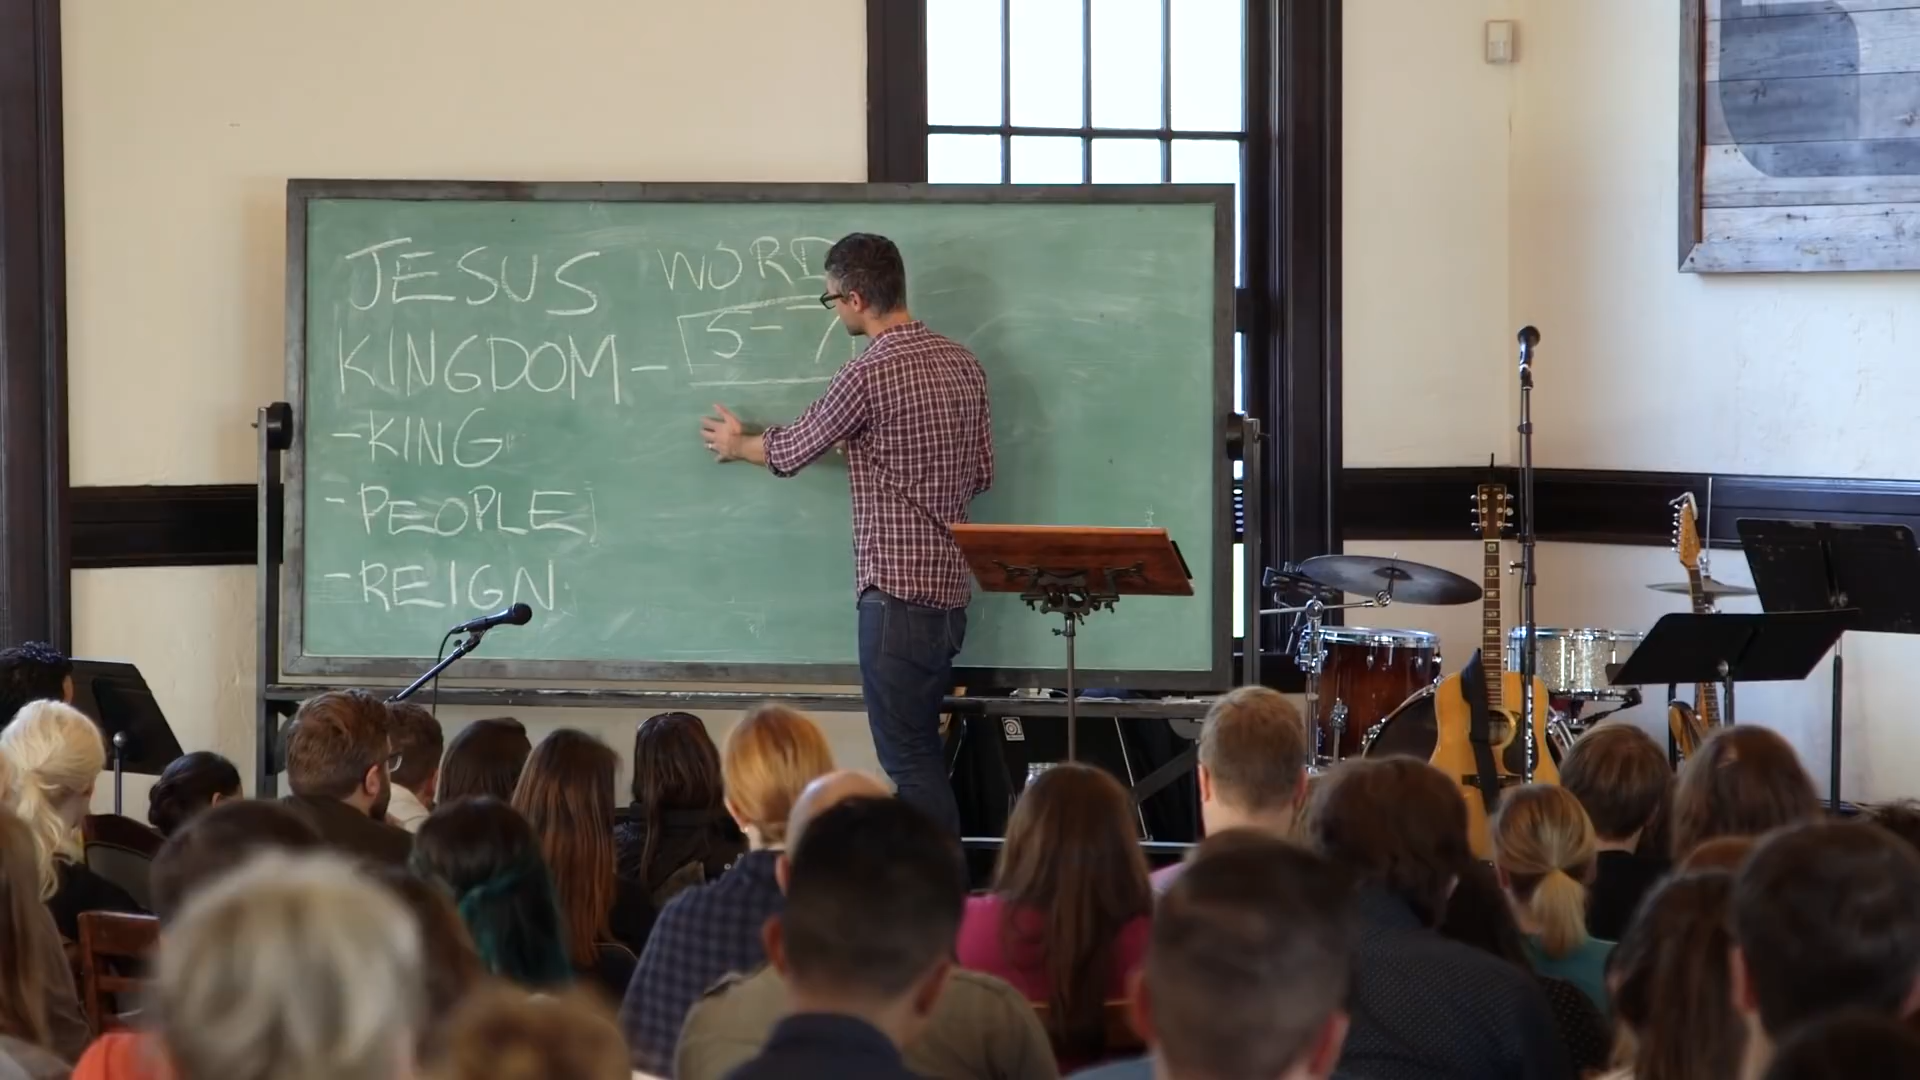 JESUS WORD
KINGDOM - 5-7
-KING
-PEOPLE
-REIGN